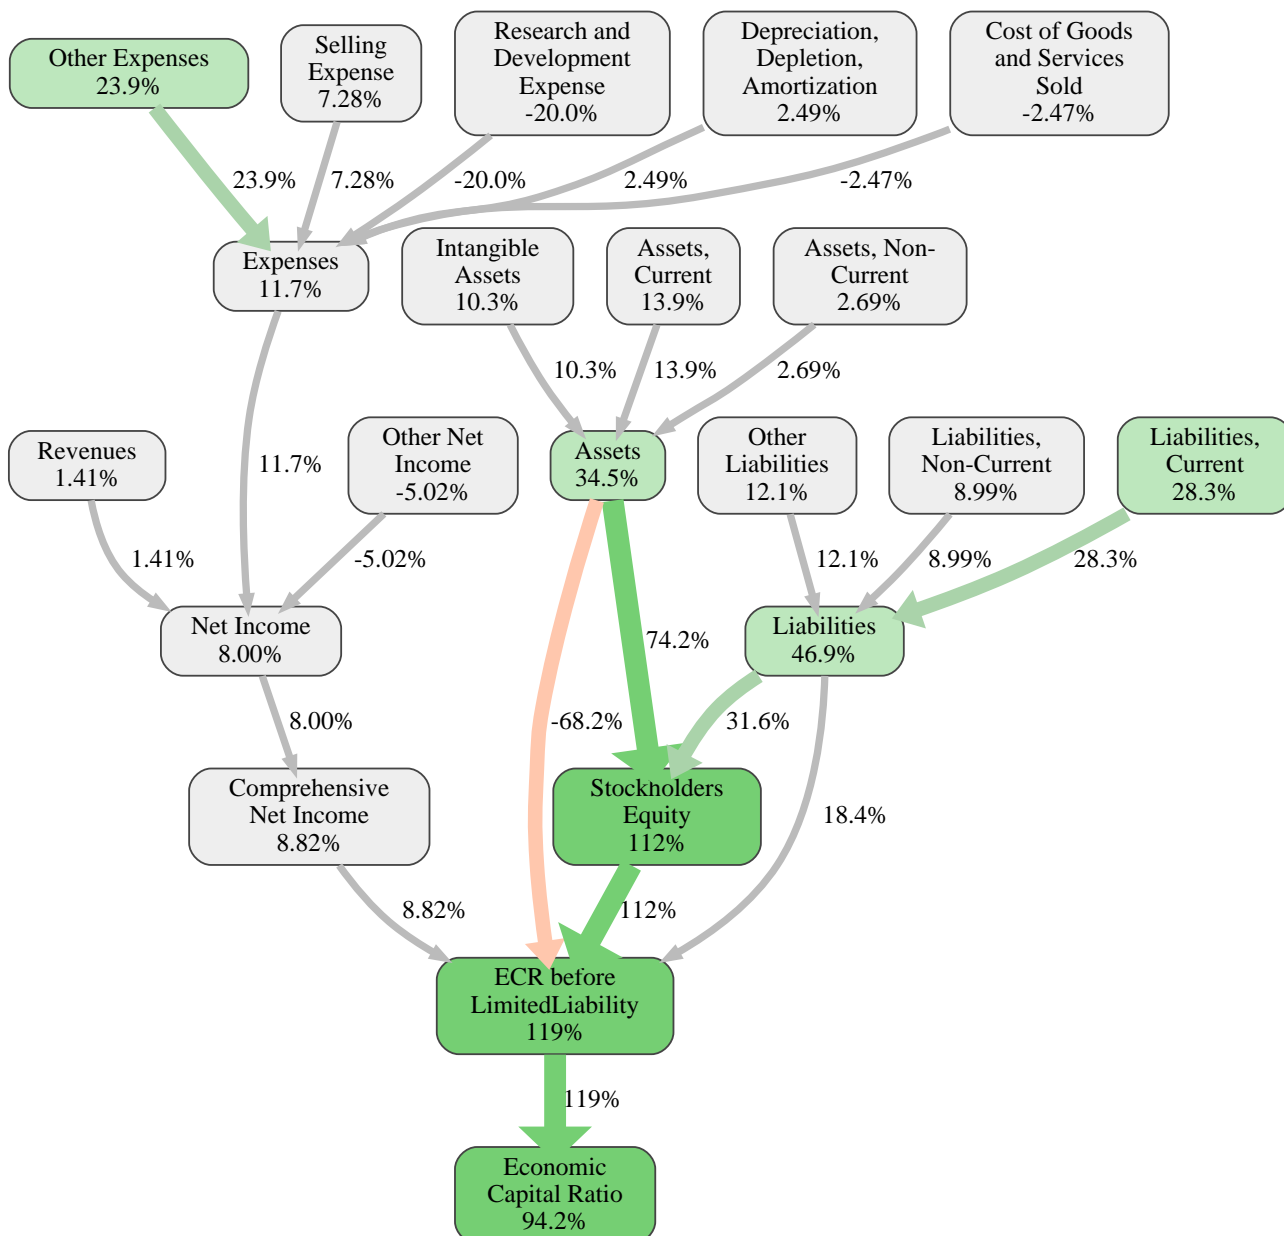 Other Expenses
23.9%
Selling
Expense
7.28%
Research and
Development
Expense
-20.0%
Depreciation,
Depletion,
Amortization
2.49%
Cost of Goods
and Services
Sold
-2.47%
23.9%
7.28%
-20.0%
2.49%
-2.47%
Expenses
11.7%
Intangible
Assets
10.3%
Assets,
Current
13.9%
Assets, Non-
Current
2.69%
10.3%
13.9%
2.69%
Revenues
1.41%
11.7%
Other Net
Income
-5.02%
Assets
34.5%
Other
Liabilities
12.1%
Liabilities,
Non-Current
8.99%
Liabilities,
Current
28.3%
1.41%
-5.02%
12.1%
8.99%
28.3%
Net Income
8.00%
74.2%
Liabilities
46.9%
8.00%
-68.2%
31.6%
Comprehensive
Net Income
8.82%
Stockholders
Equity
112%
18.4%
8.82%
112%
ECR before
LimitedLiability
119%
119%
Economic
Capital Ratio
94.2%